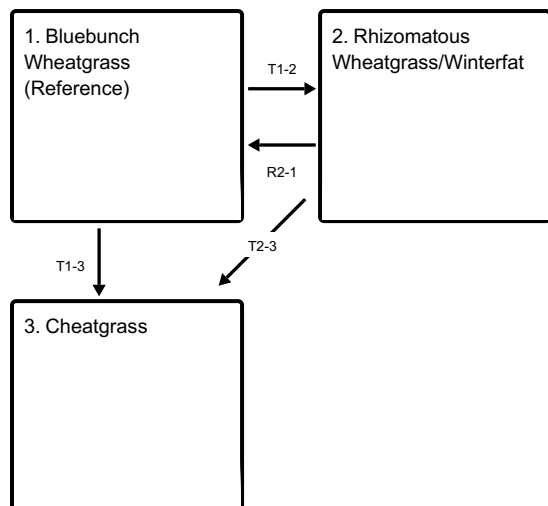 1. Bluebunch
Wheatgrass
(Reference)
2. Rhizomatous
Wheatgrass/Winterfat
T1-2
R2-1
T1-3
T2-3
3. Cheatgrass